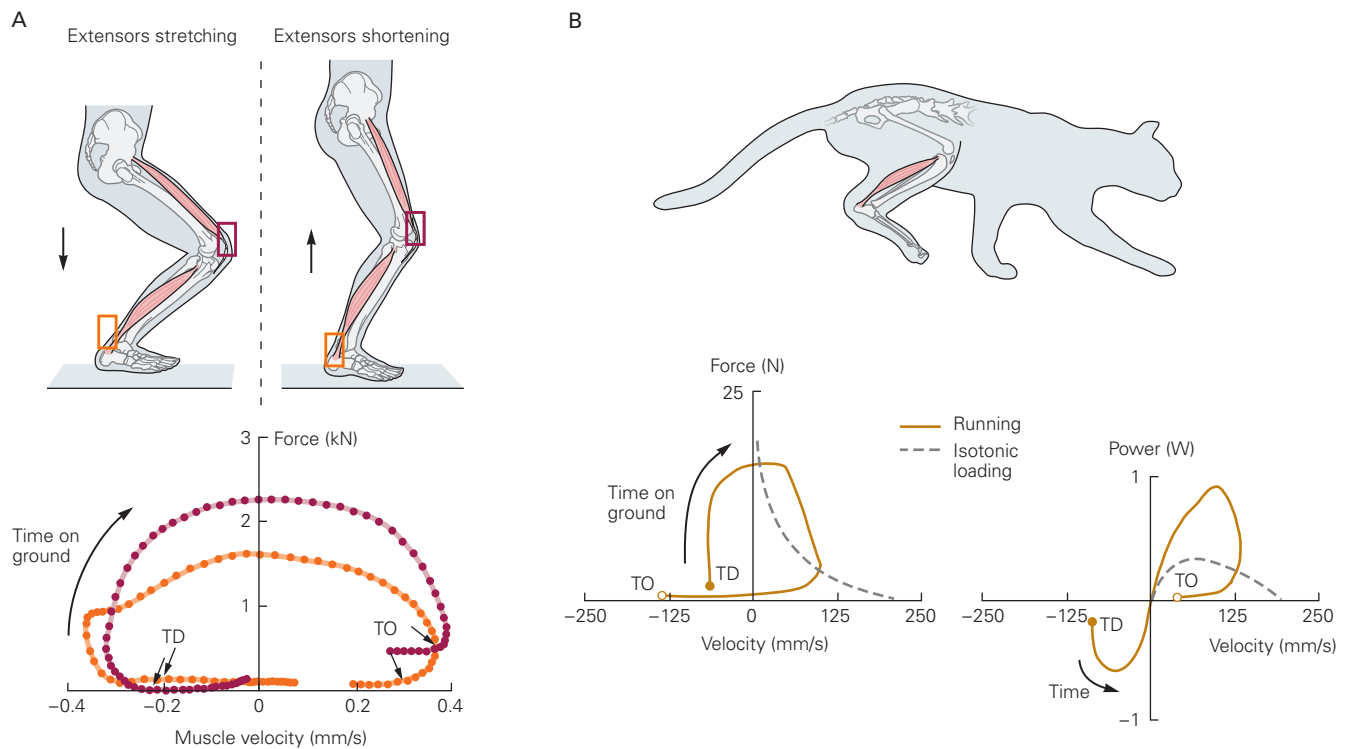 A
Extensors stretching
Extensors shortening
3
Force (kN)
2
1
Time on
ground
TD
TO
−0.4
−0.2
0
0.2
0.4
Muscle velocity (mm/s)
B
Force (N)
25
Time on
ground
TO
TD
−250
−125
0
125
250
Velocity (mm/s)
Running
Isotonic
loading
Power (W)
1
TO
−250
−125
125
250
TD
Velocity (mm/s)
Time
−1